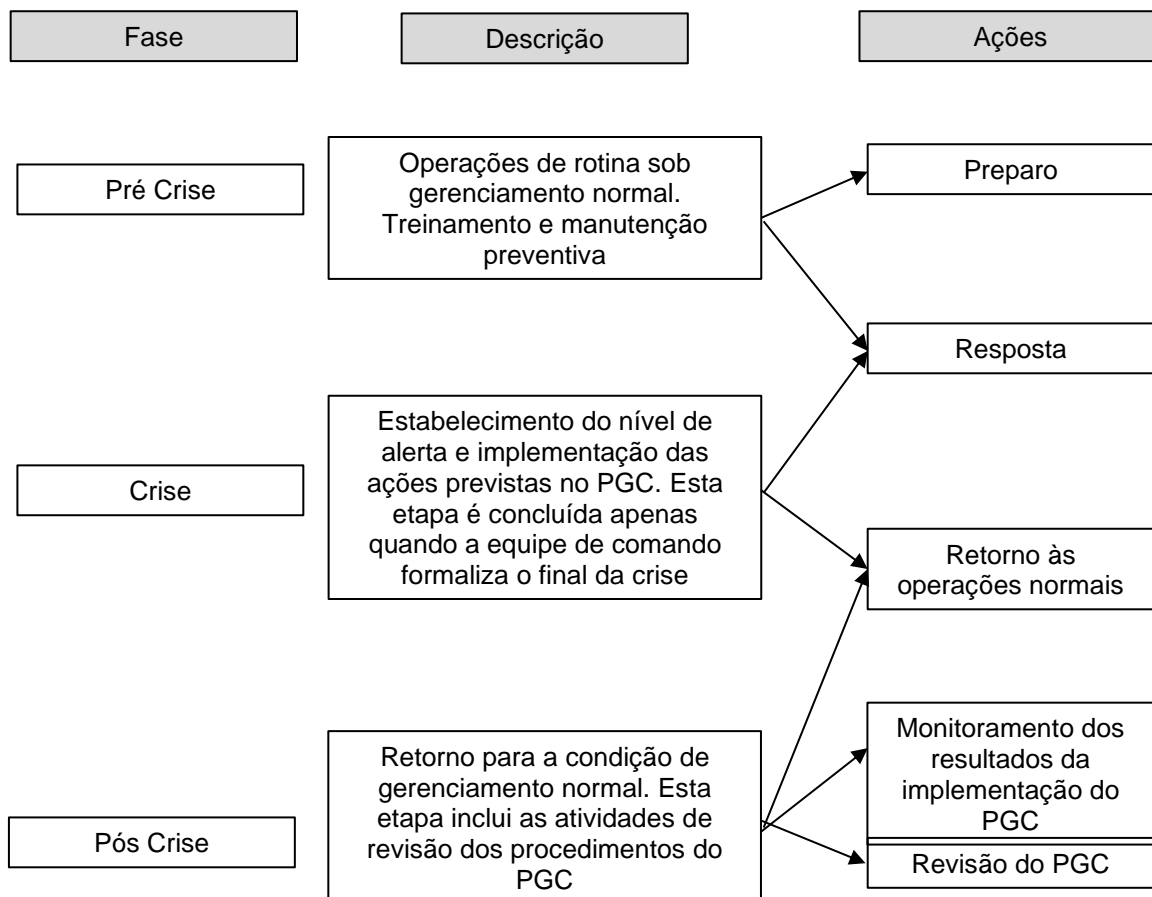 Fase
Descrição
Ações
Pré Crise
Operações de rotina sob
gerenciamento normal.
Treinamento e manutenção
preventiva
Preparo
Resposta
Crise
Estabelecimento do nível de
alerta e implementação das
ações previstas no PGC. Esta
etapa é concluída apenas
quando a equipe de comando
formaliza o final da crise
Retorno às
operações normais
Pós Crise
Retorno para a condição de
gerenciamento normal. Esta
etapa inclui as atividades de
revisão dos procedimentos do
PGC
Monitoramento dos
resultados da
implementação do
PGC
Revisão do PGC